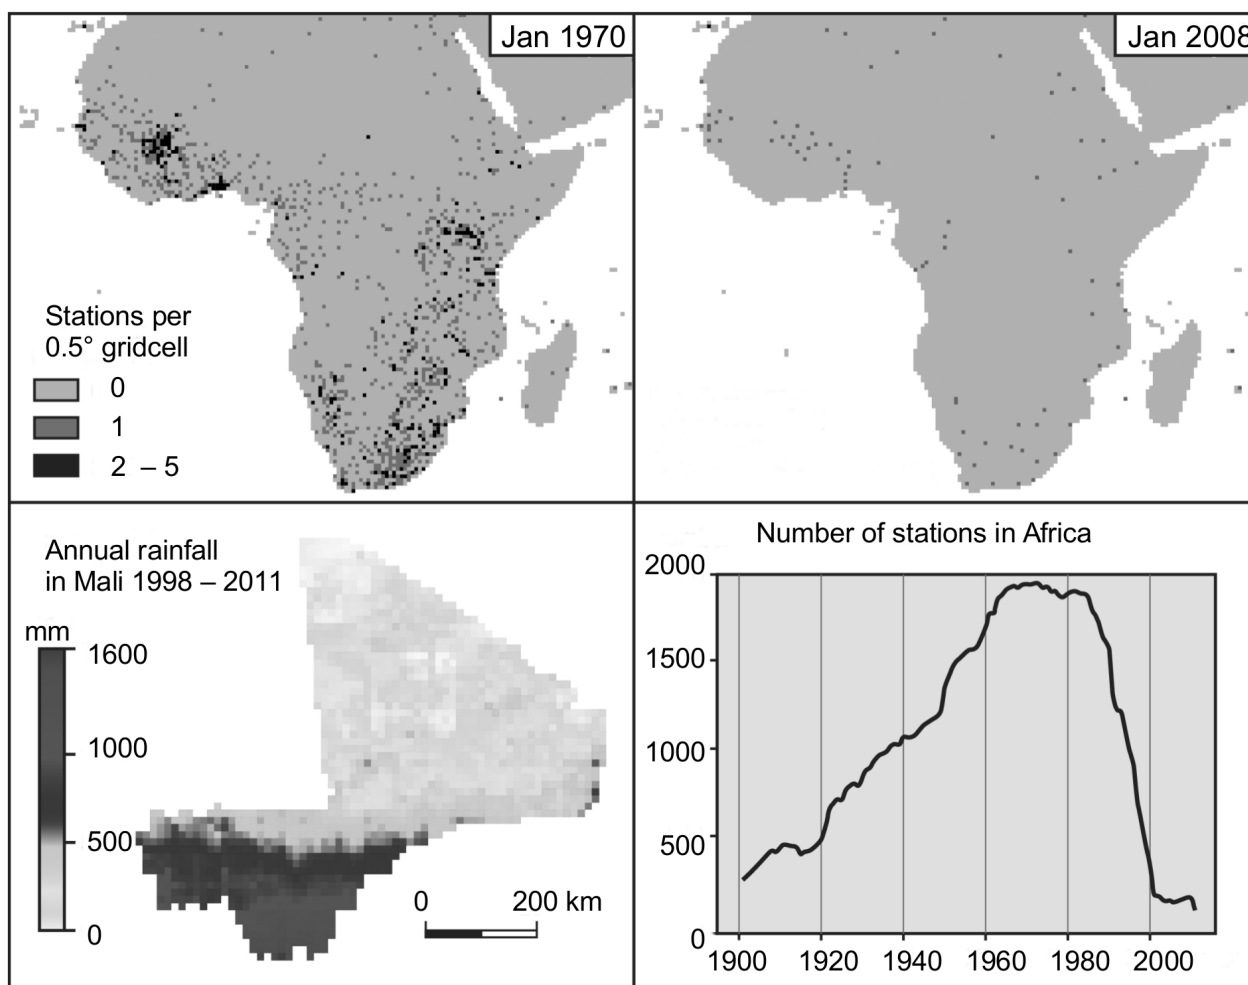 Jan 1970
Jan 2008
Stations per
0.5° gridcell
0
1
2 – 5
Annual rainfall
in Mali 1998 – 2011
mm
1600
1000
500
0
0 200 km
Number of stations in Africa
2000
1500
1000
500
0
1900 1920 1940 1960 1980 2000